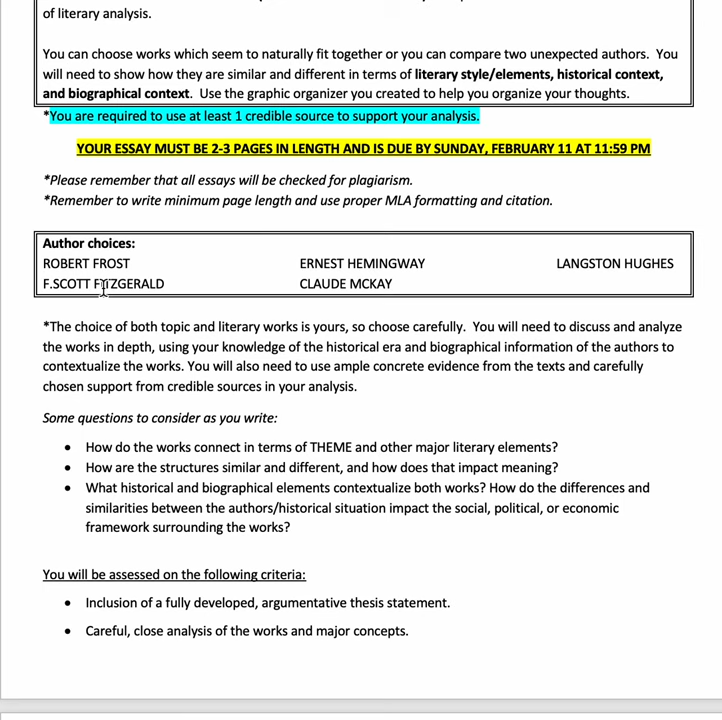 of literary analysis.
You can choose works which seem to naturally fit together or you can compare two unexpected authors. You
will need to show how they are similar and different in terms of literary style/elements, historical context,
and biographical context. Use the graphic organizer you created to help you organize your thoughts.
*You are required to use at least 1 credible source to support your analysis.
YOUR ESSAY MUST BE 2-3 PAGES IN LENGTH AND IS DUE BY SUNDAY, FEBRUARY 11 AT 11:59 PM
*Please remember that all essays will be checked for plagiarism.
*Remember to write minimum page length and use proper MLA formatting and citation.
Author choices:
ROBERT FROST ERNEST HEMINGWAY LANGSTON HUGHES
F.SCOTT FITZGERALD CLAUDE MCKAY
*The choice of both topic and literary works is yours, so choose carefully. You will need to discuss and analyze
the works in depth, using your knowledge of the historical era and biographical information of the authors to
contextualize the works. You will also need to use ample concrete evidence from the texts and carefully
chosen support from credible sources in your analysis.
Some questions to consider as you write:
• How do the works connect in terms of THEME and other major literary elements?
• How are the structures similar and different, and how does that impact meaning?
• What historical and biographical elements contextualize both works? How do the differences and
similarities between the authors/historical situation impact the social, political, or economic
framework surrounding the works?
You will be assessed on the following criteria:
• Inclusion of a fully developed, argumentative thesis statement.
• Careful, close analysis of the works and major concepts.